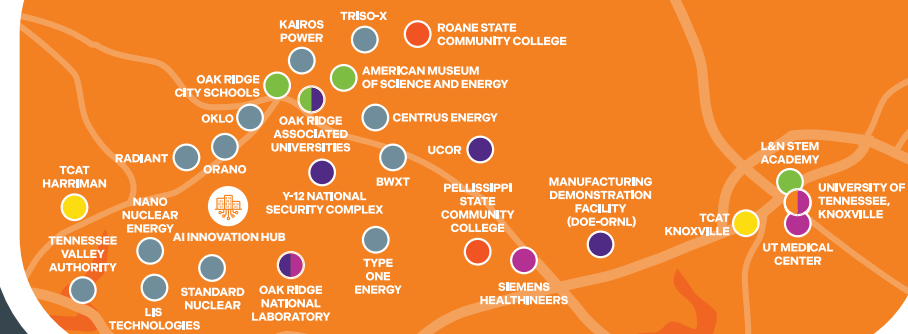 TRISO-X
KAIROS
POWER
ROANE STATE
COMMUNITY COLLEGE
OAK RIDGE
CITY SCHOOLS
AMERICAN MUSEUM
OF SCIENCE AND ENERGY
OKLO
OAK RIDGE
ASSOCIATED
UNIVERSITIES
CENTRUS ENERGY
RADIANT
ORANO
BWXT
UCOR
L&N STEM
ACADEMY
TCAT
HARRIMAN
NANO
NUCLEAR
ENERGY
Y-12 NATIONAL
SECURITY COMPLEX
PELLISSIPPI
STATE
COMMUNITY
COLLEGE
MANUFACTURING
DEMONSTRATION
FACILITY
(DOE-ORNL)
UNIVERSITY OF
TENNESSEE,
KNOXVILLE
TCAT
KNOXVILLE
AI INNOVATION HUB
TENNESSEE
VALLEY
AUTHORITY
UT MEDICAL
CENTER
TYPE
ONE
ENERGY
STANDARD
NUCLEAR
OAK RIDGE
NATIONAL
LABORATORY
SIEMENS
HEALTHINEERS
LIS
TECHNOLOGIES